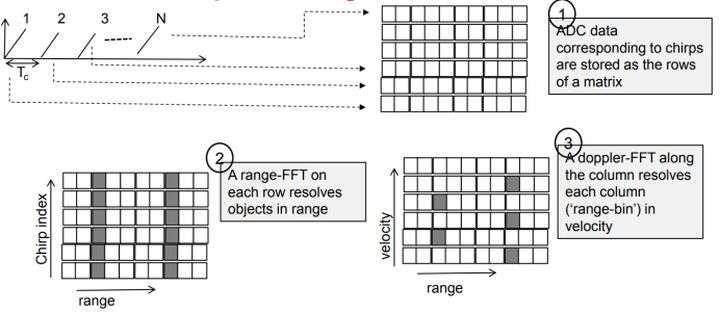 1 2 3 N
Tc
1
ADC data
corresponding to chirps
are stored as the rows
of a matrix
2
A range-FFT on
each row resolves
objects in range
Chirp index
range
3
A doppler-FFT along
the column resolves
each column
('range-bin') in
velocity
velocity
range